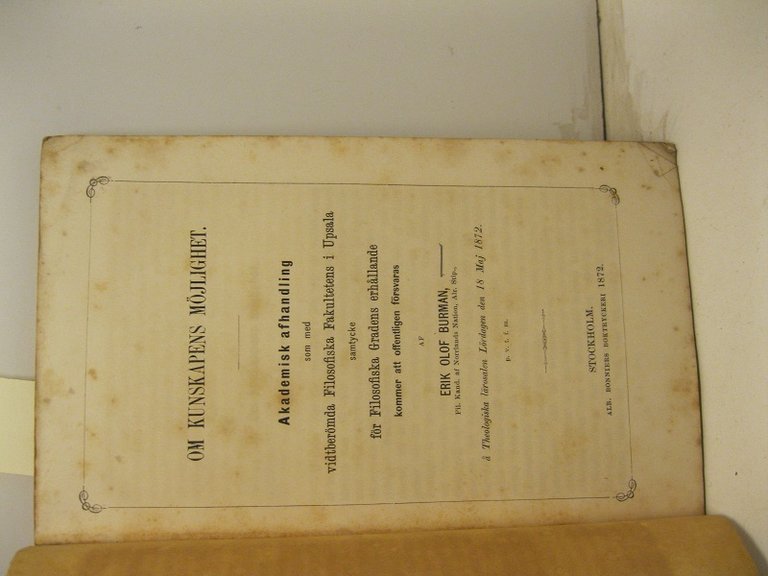 OM KUNSKAPENS MÖJLIGHET.
Akademisk afhandling
som med
vidtberömda Filosofiska Fakultetens i Upsala
samtycke
för Filosofiska Gradens erhållande
kommer att offentligen försvaras
AF
ERIK OLOF BURMAN,
Fil. Kand. af Norrlands Nation, Alr. Stip.,
å Theologiska lärosalen Lördagen den 18 Maj 1872.
p. v. t. f. m.
STOCKHOLM.
ALB. BONNIERS BOKTRYCKERI 1872.